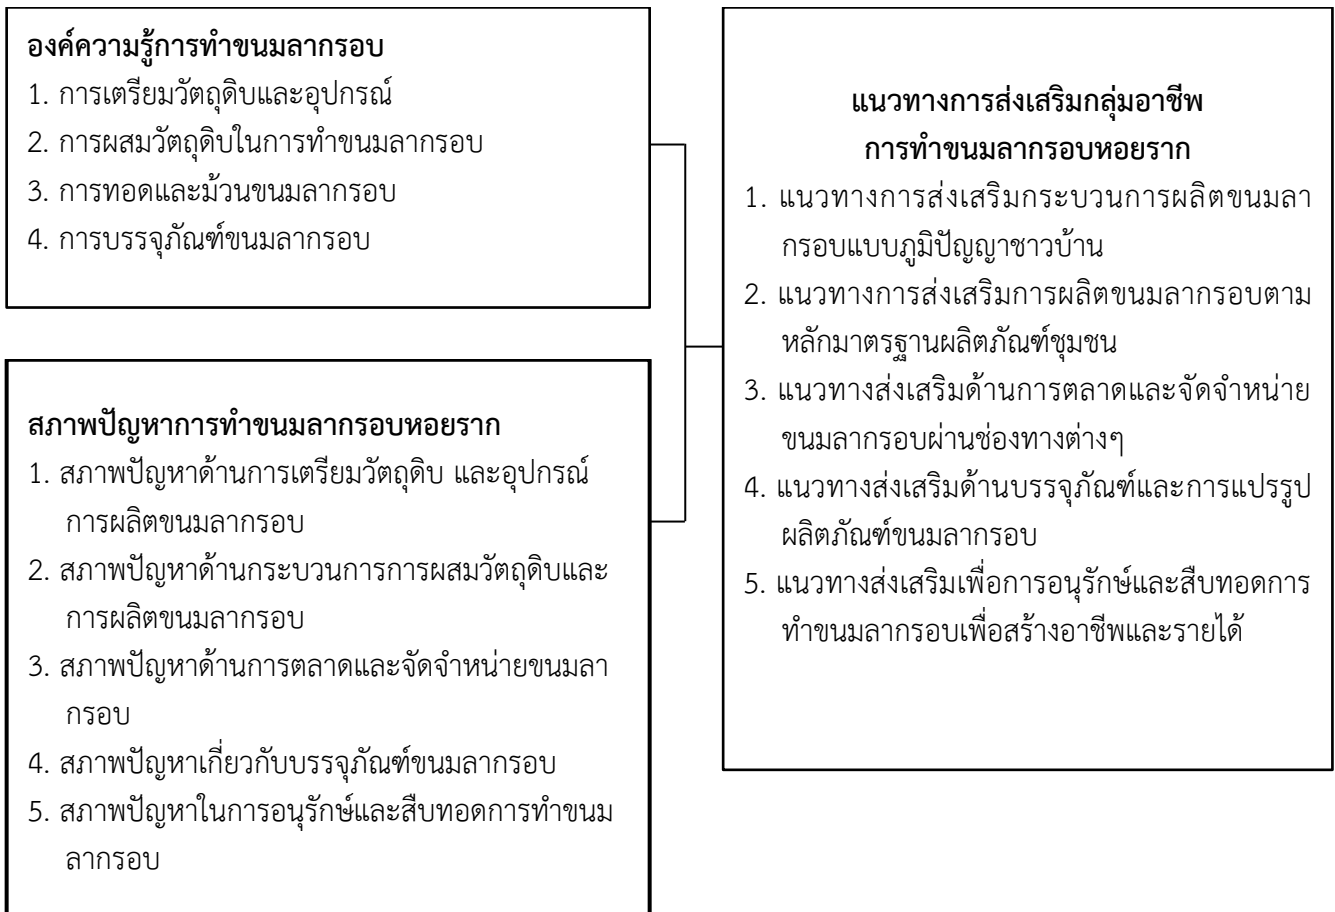 องค์ความรู้การทำขนมลากรอบ
1. การเตรียมวัตถุดิบและอุปกรณ์
2. การผสมวัตถุดิบในการทำขนมลากรอบ
3. การทอดและม้วนขนมลากรอบ
4. การบรรจุภัณฑ์ขนมลากรอบ
สภาพปัญหาการทำขนมลากรอบหอยราก
1. สภาพปัญหาด้านการเตรียมวัตถุดิบ และอุปกรณ์
การผลิตขนมลากรอบ
2. สภาพปัญหาด้านกระบวนการการผสมวัตถุดิบและ
การผลิตขนมลากรอบ
3. สภาพปัญหาด้านการตลาดและจัดจำหน่ายขนมลา
กรอบ
4. สภาพปัญหาเกี่ยวกับบรรจุภัณฑ์ขนมลากรอบ
5. สภาพปัญหาในการอนุรักษ์และสืบทอดการทำขนม
ลากรอบ
แนวทางการส่งเสริมกลุ่มอาชีพ
การทำขนมลากรอบหอยราก
1. แนวทางการส่งเสริมกระบวนการผลิตขนมลา
กรอบแบบภูมิปัญญาชาวบ้าน
2. แนวทางการส่งเสริมการผลิตขนมลากรอบตาม
หลักมาตรฐานผลิตภัณฑ์ชุมชน
3. แนวทางส่งเสริมด้านการตลาดและจัดจำหน่าย
ขนมลากรอบผ่านช่องทางต่างๆ
4. แนวทางส่งเสริมด้านบรรจุภัณฑ์และการแปรรูป
ผลิตภัณฑ์ขนมลากรอบ
5. แนวทางส่งเสริมเพื่อการอนุรักษ์และสืบทอดการ
ทำขนมลากรอบเพื่อสร้างอาชีพและรายได้